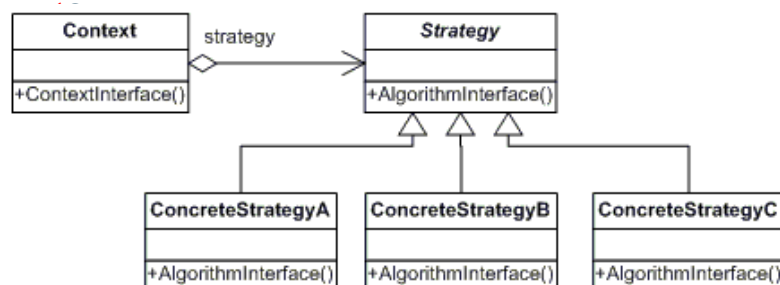 Context
strategy
Strategy
+ContextInterface()
+AlgorithmInterface()
ConcreteStrategyA
ConcreteStrategyB
ConcreteStrategyC
+AlgorithmInterface()
+AlgorithmInterface()
+AlgorithmInterface()